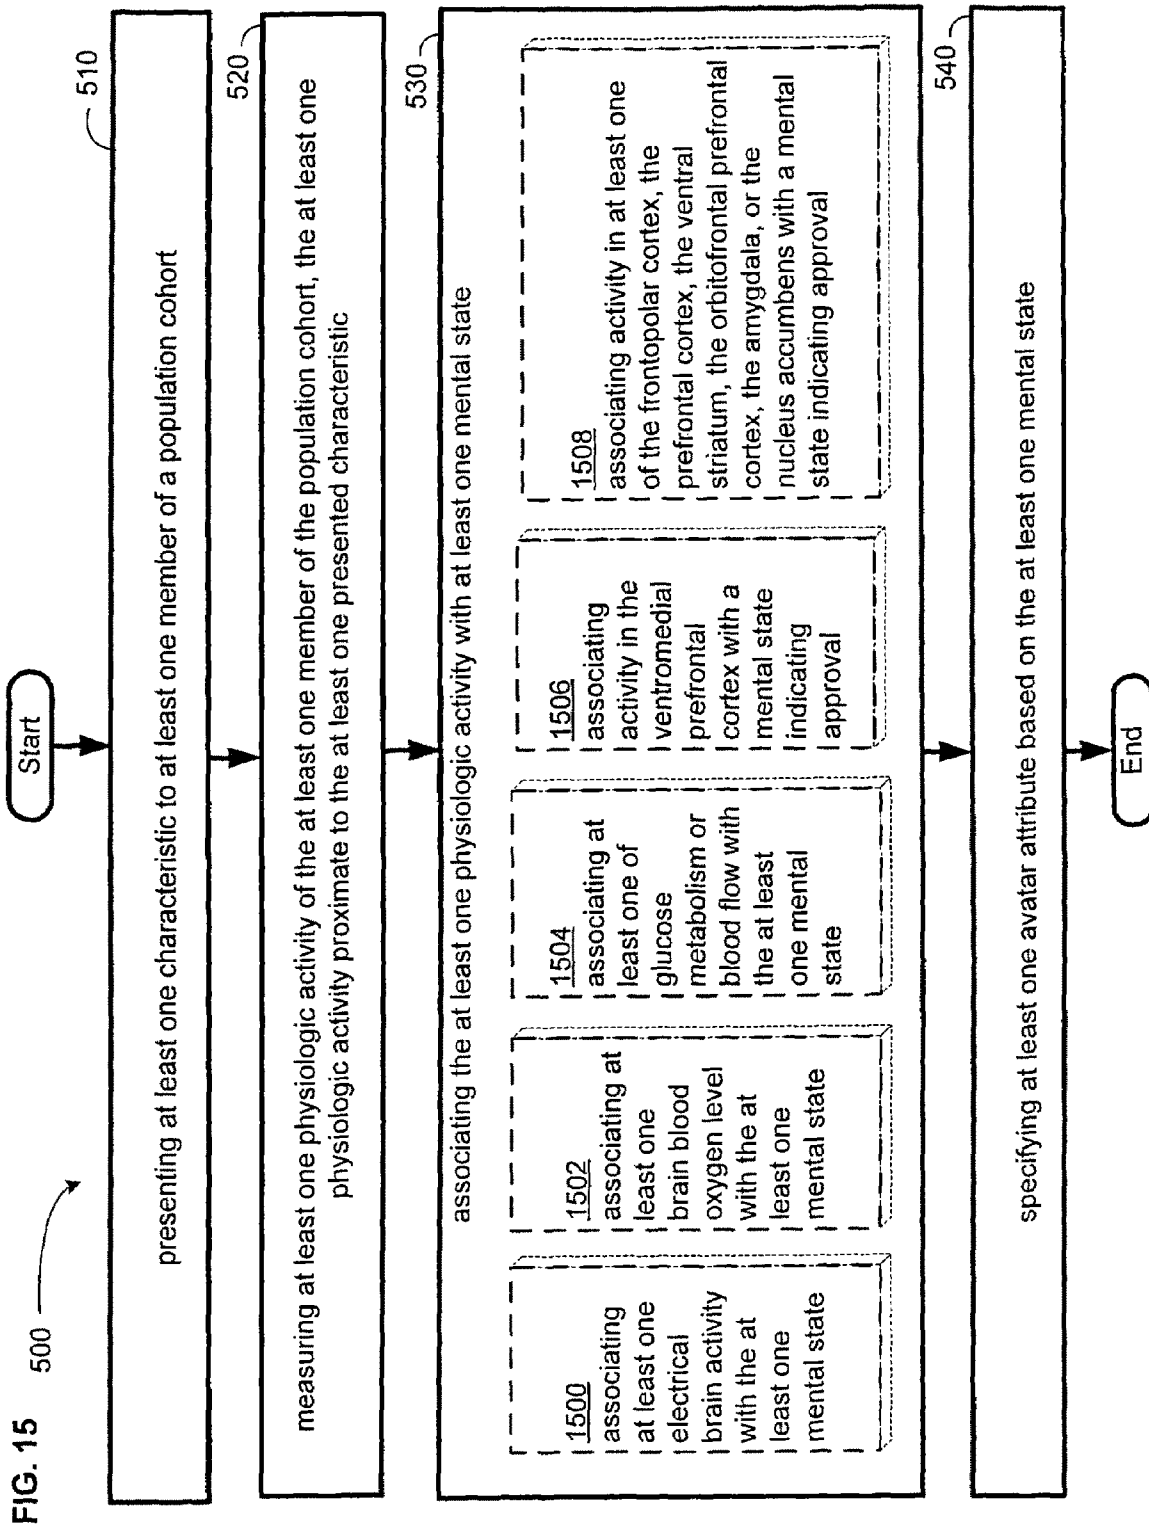 FIG. 15
500
Start
510
presenting at least one characteristic to at least one member of a population cohort
520
measuring at least one physiologic activity of the at least one member of the population cohort, the at least one
physiologic activity proximate to the at least one presented characteristic
530
associating the at least one physiologic activity with at least one mental state
1500
associating
at least one
electrical
brain activity
with the at
least one
mental state
1502
associating at
least one
brain blood
oxygen level
with the at
least one
mental state
1504
associating at
least one of
glucose
metabolism or
blood flow with
the at least
one mental
state
1506
associating
activity in the
ventromedial
prefrontal
cortex with a
mental state
indicating
approval
1508
associating activity in at least one
of the frontopolar cortex, the
prefrontal cortex, the ventral
striatum, the orbitofrontal prefrontal
cortex, the amygdala, or the
nucleus accumbens with a mental
state indicating approval
540
specifying at least one avatar attribute based on the at least one mental state
End